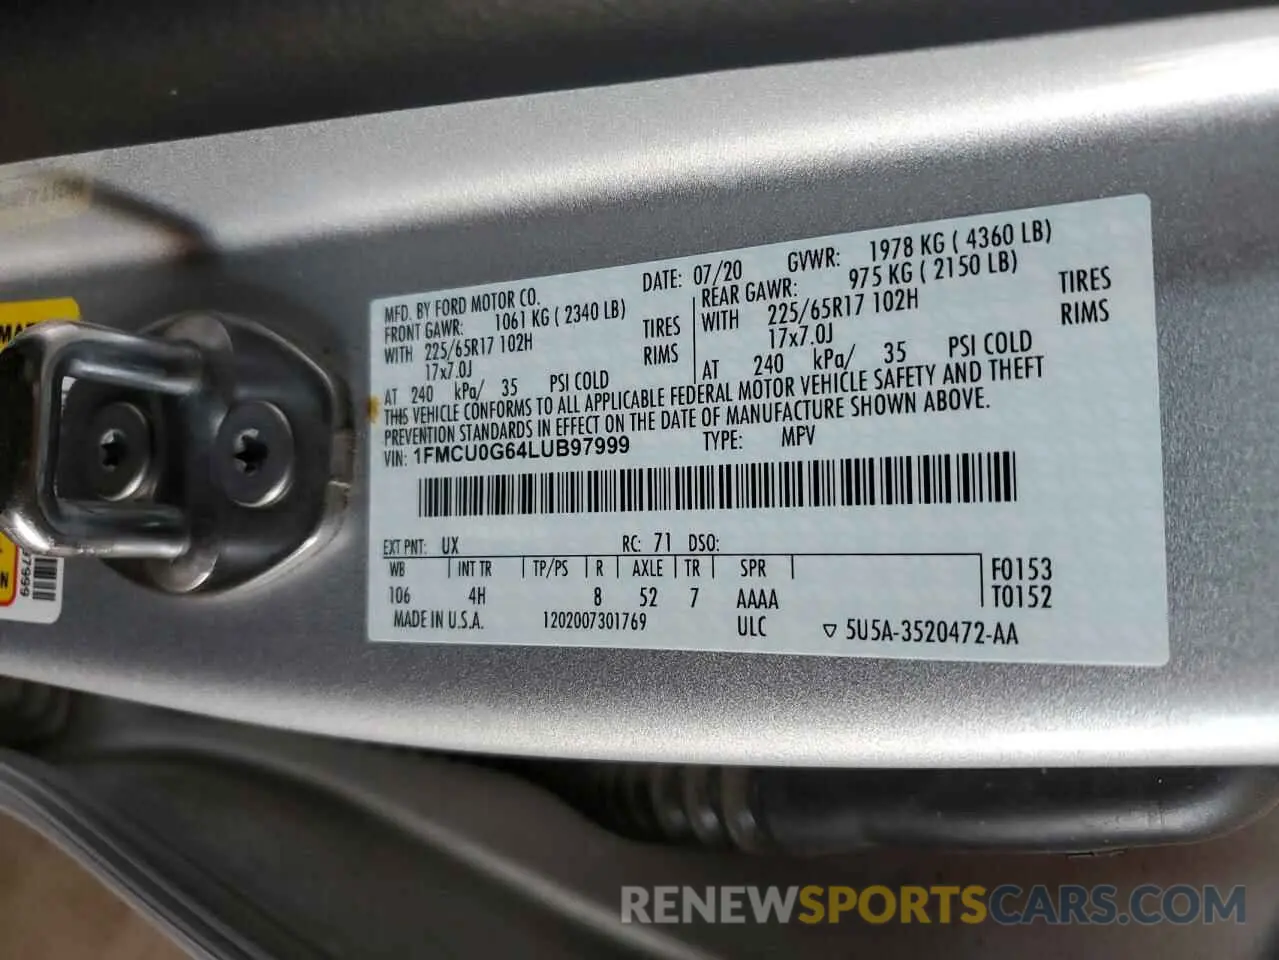 MFD. BY FORD MOTOR CO. DATE: 07/20 GVWR: 1978 KG ( 4360 LB)
FRONT GAWR: 1061 KG ( 2340 LB) REAR GAWR: 975 KG ( 2150 LB)
WITH 225/65R17 102H TIRES WITH 225/65R17 102H TIRES
17x7.0J RIMS 17x7.0J RIMS
AT 240 kPa/ 35 PSI COLD AT 240 kPa/ 35 PSI COLD
THIS VEHICLE CONFORMS TO ALL APPLICABLE FEDERAL MOTOR VEHICLE SAFETY AND THEFT
PREVENTION STANDARDS IN EFFECT ON THE DATE OF MANUFACTURE SHOWN ABOVE.
VIN: 1FMCU0G64LUB97999 TYPE: MPV
EXT PNT: UX RC: 71 DSO:
WB INT TR TP/PS R AXLE TR SPR F0153
106 4H 8 52 7 AAAA T0152
MADE IN U.S.A. 1202007301769 ULC ▽ 5U5A-3520472-AA
7999
RENEWSPORTSCARS.COM